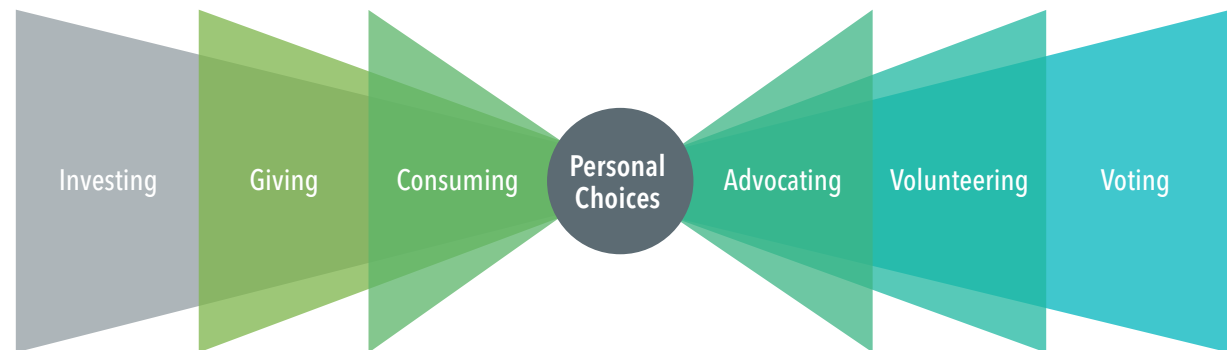 Investing
Giving
Consuming
Personal
Choices
Advocating
Volunteering
Voting